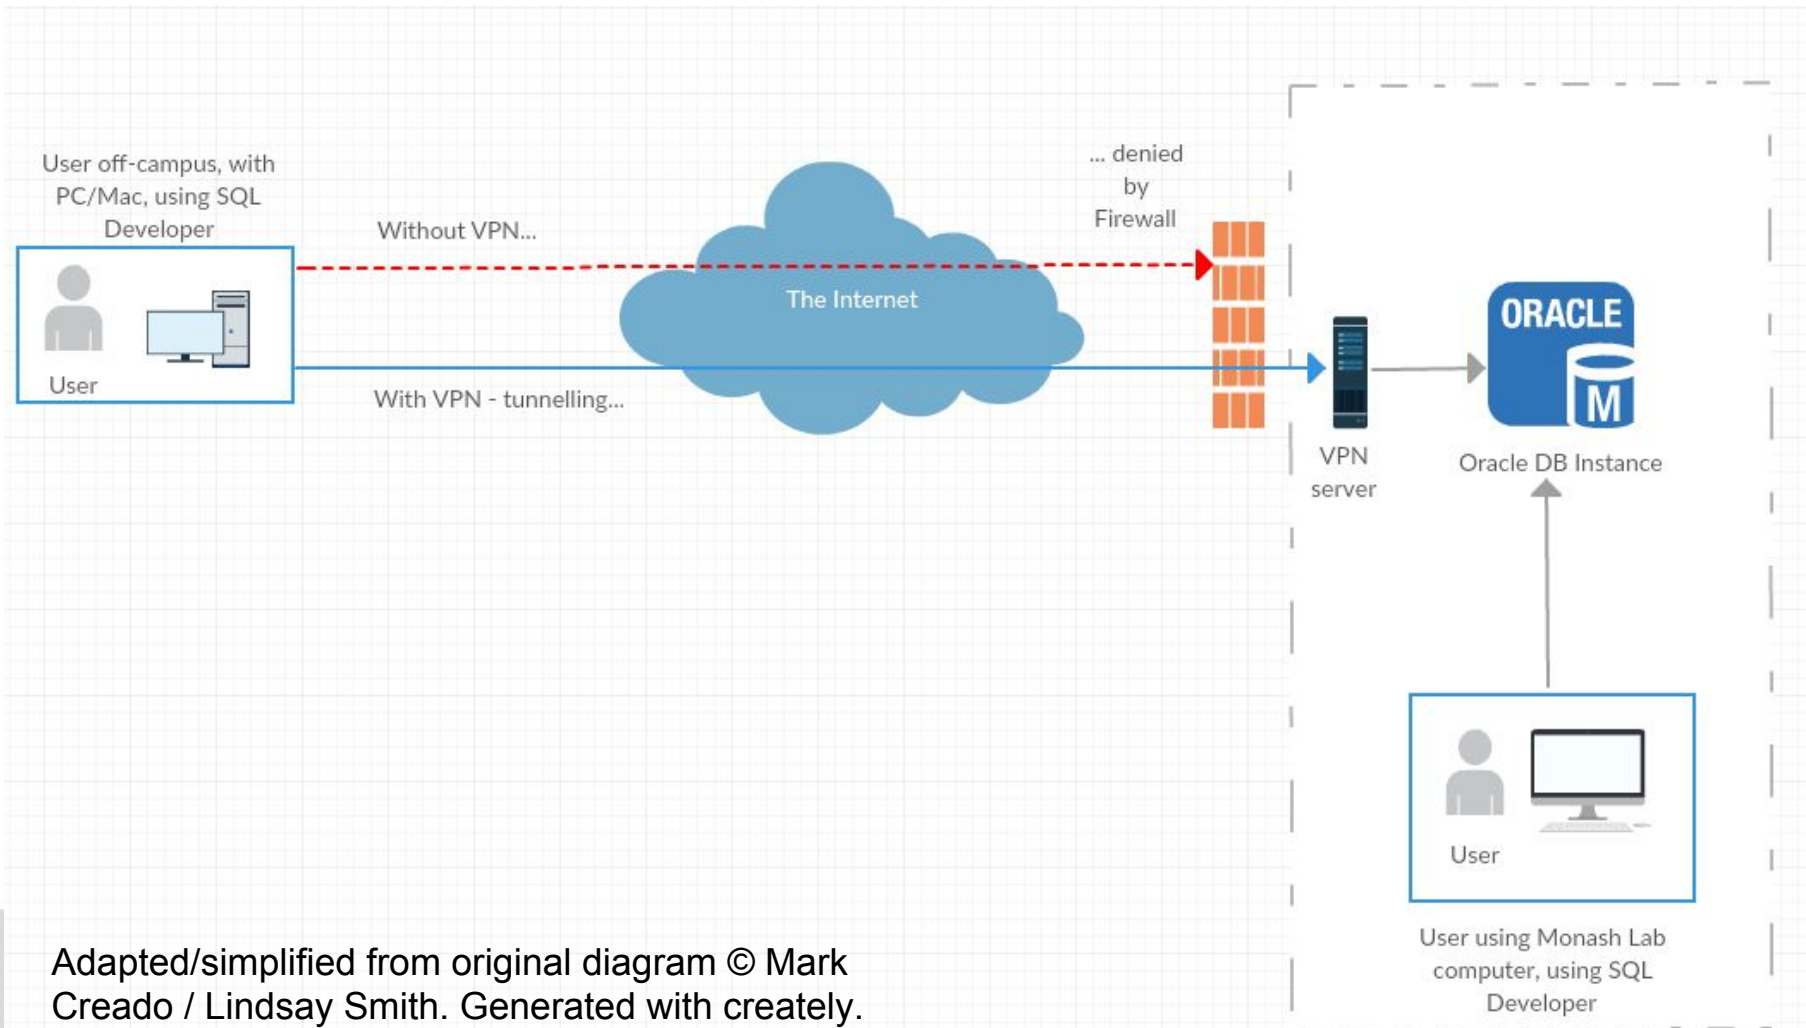 User off-campus, with
PC/Mac, using SQL
Developer
User
Without VPN...
With VPN - tunnelling...
The Internet
... denied
by
Firewall
VPN
server
ORACLE
M
Oracle DB Instance
User
User using Monash Lab
computer, using SQL
Developer
Adapted/simplified from original diagram © Mark
Creado / Lindsay Smith. Generated with creately.